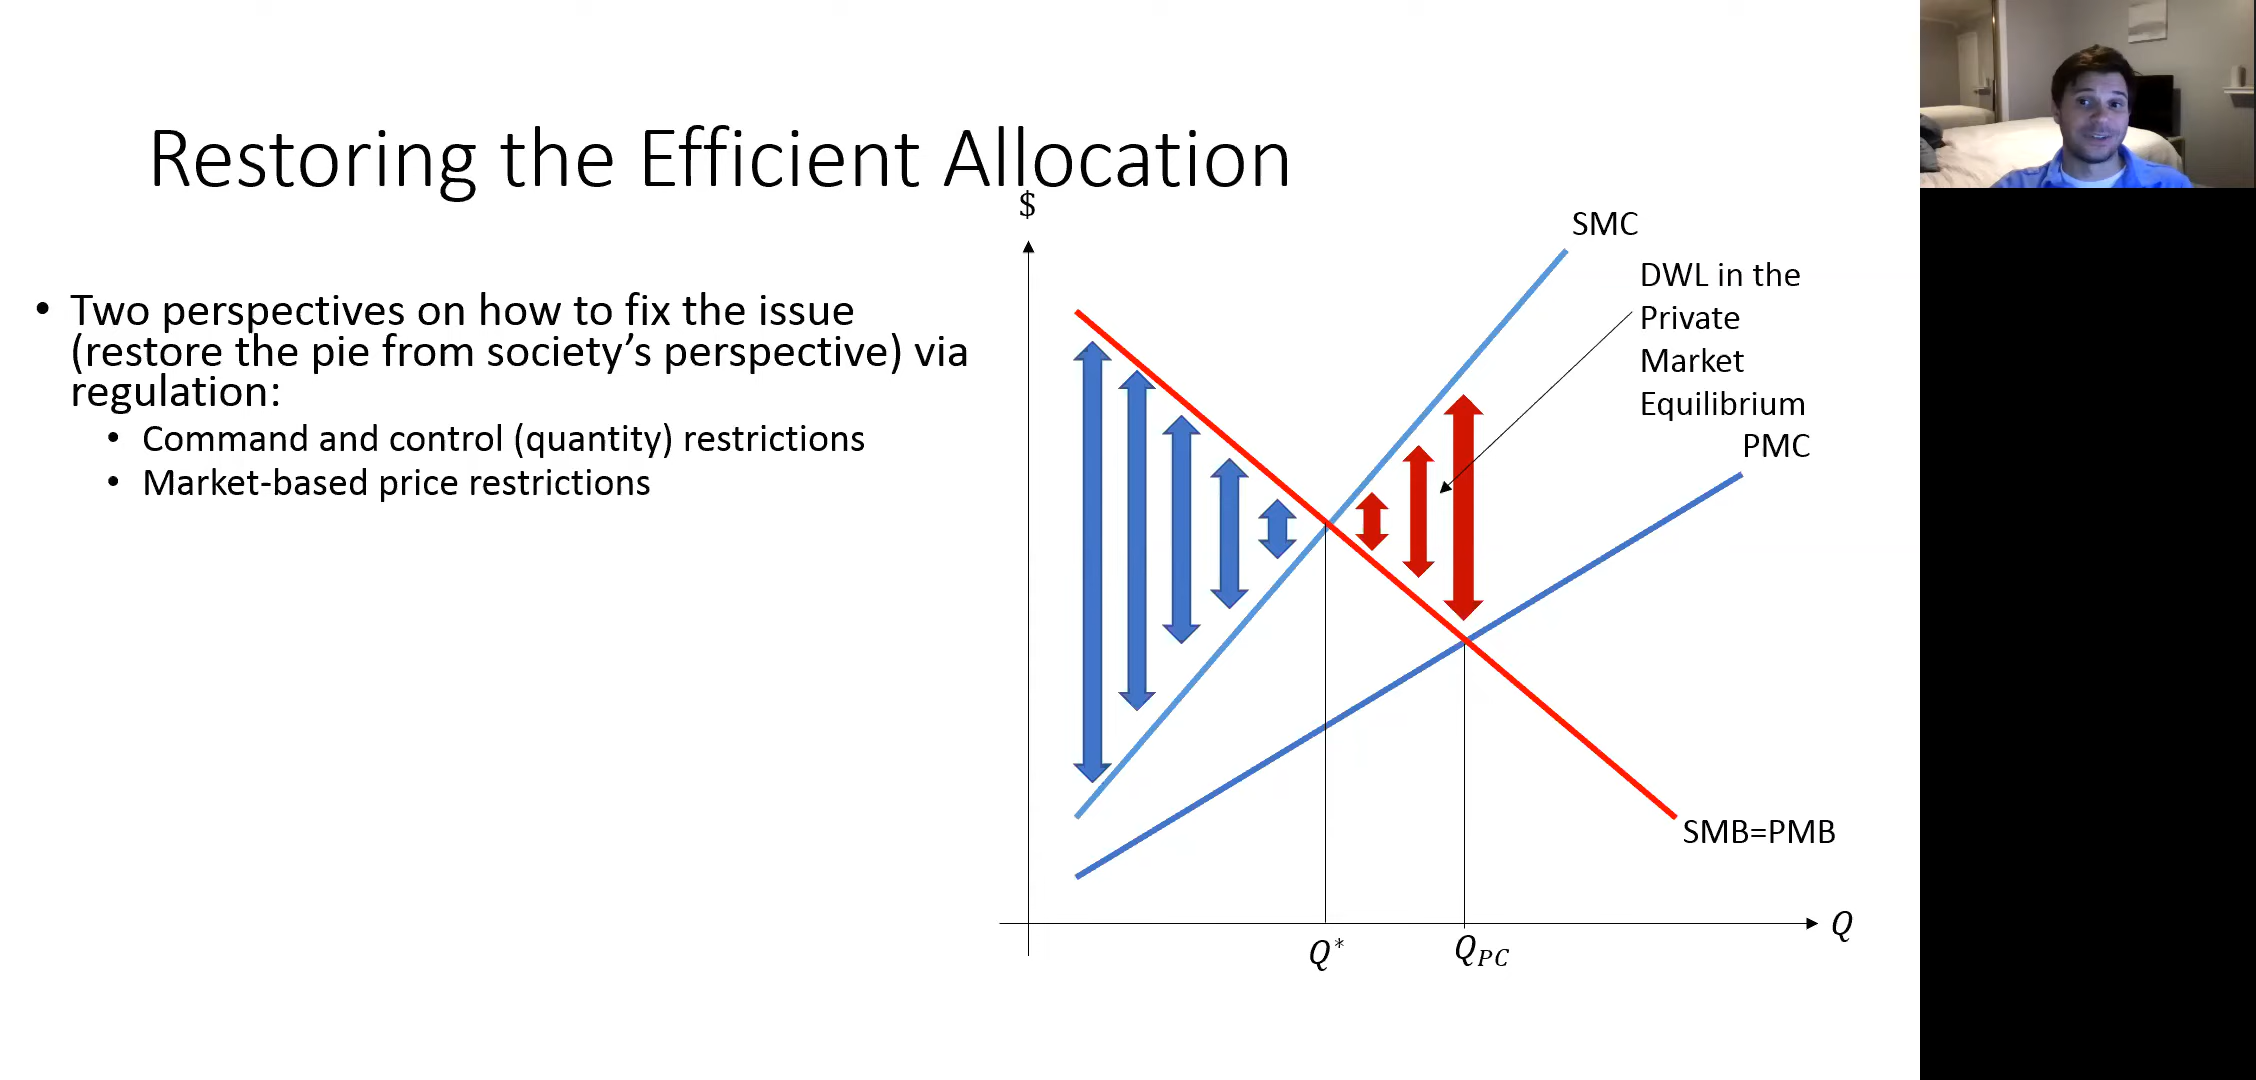 Restoring the Efficient Allocation
• Two perspectives on how to fix the issue
(restore the pie from society’s perspective) via
regulation:
• Command and control (quantity) restrictions
• Market-based price restrictions
$
SMC
DWL in the
Private
Market
Equilibrium
PMC
SMB=PMB
Q
Q*
Q_PC